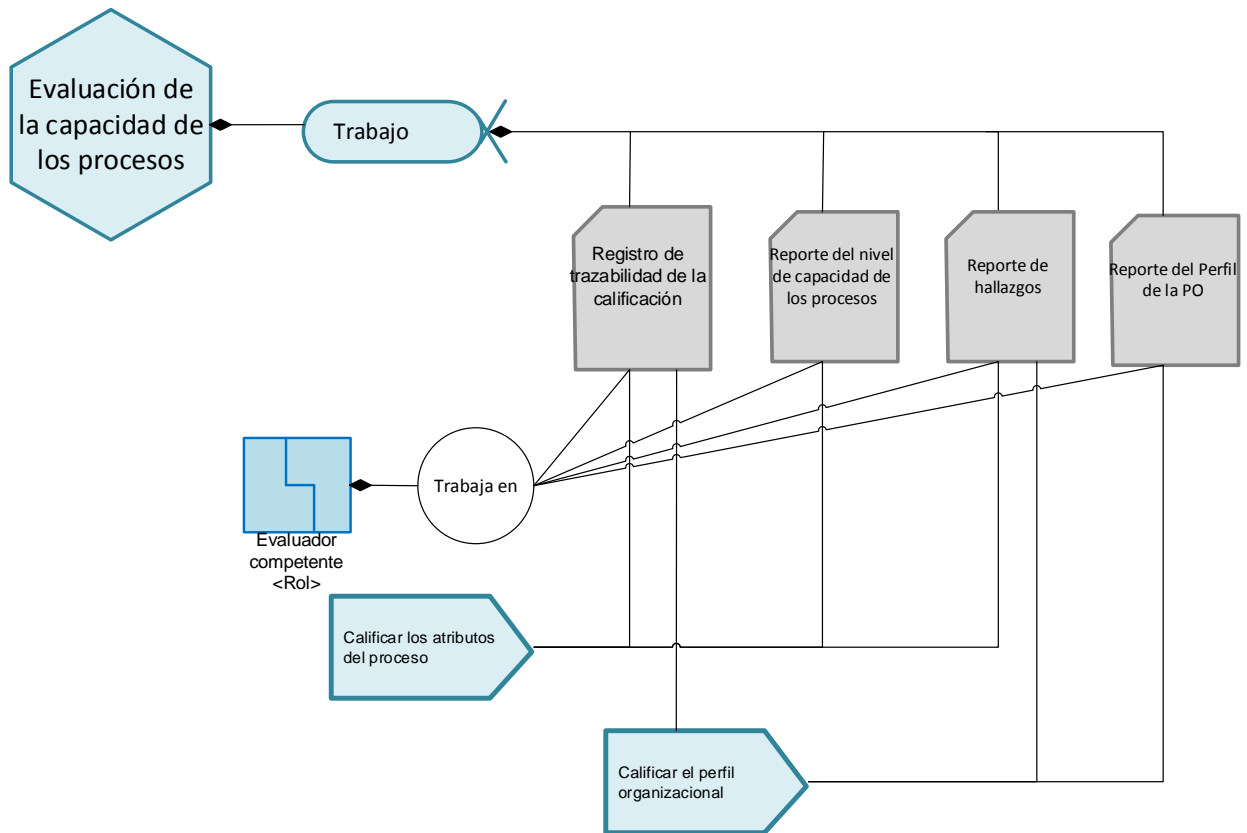 Evaluación de
la capacidad de
los procesos
Trabajo
Registro de
trazabilidad de la
calificación
Reporte del nivel
de capacidad de
los procesos
Reporte de
hallazgos
Reporte del Perfil
de la PO
Trabaja en
Evaluador
competente
<Rol>
Calificar los atributos
del proceso
Calificar el perfil
organizacional